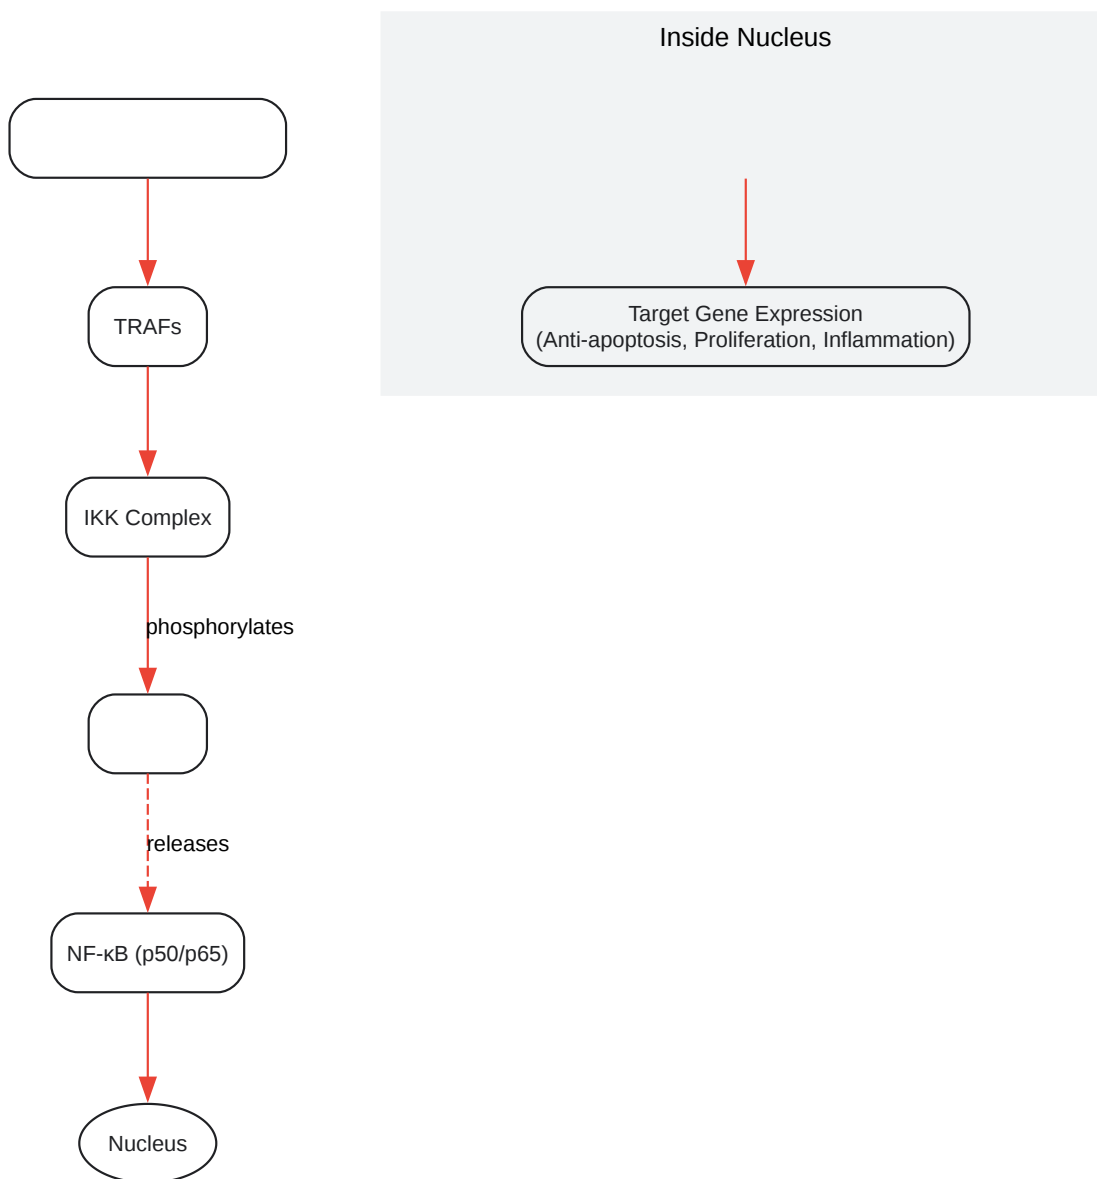 Inside Nucleus
TRAFs
Target Gene Expression
(Anti-apoptosis, Proliferation, Inflammation)
IKK Complex
phosphorylates
releases
NF-κB (p50/p65)
Nucleus